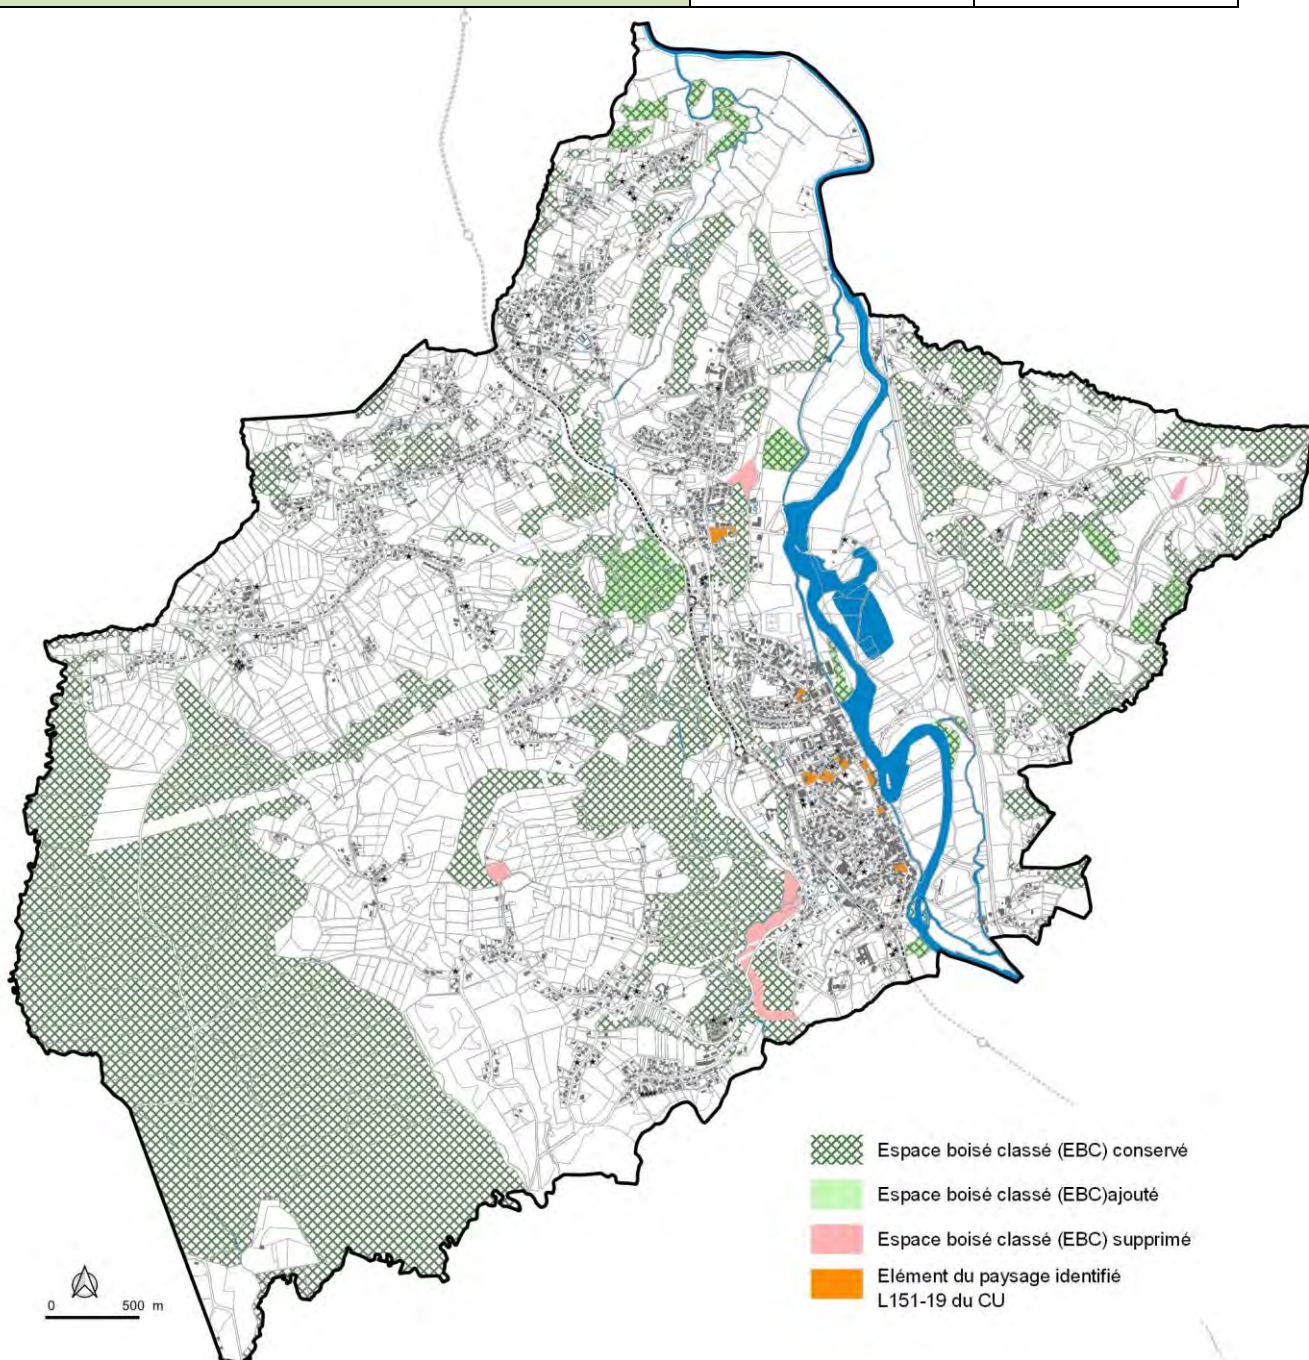 Espace boisé classé (EBC) conservé
Espace boisé classé (EBC)ajouté
Espace boisé classé (EBC) supprimé
Elément du paysage identifié
L151-19 du CU
0 500 m